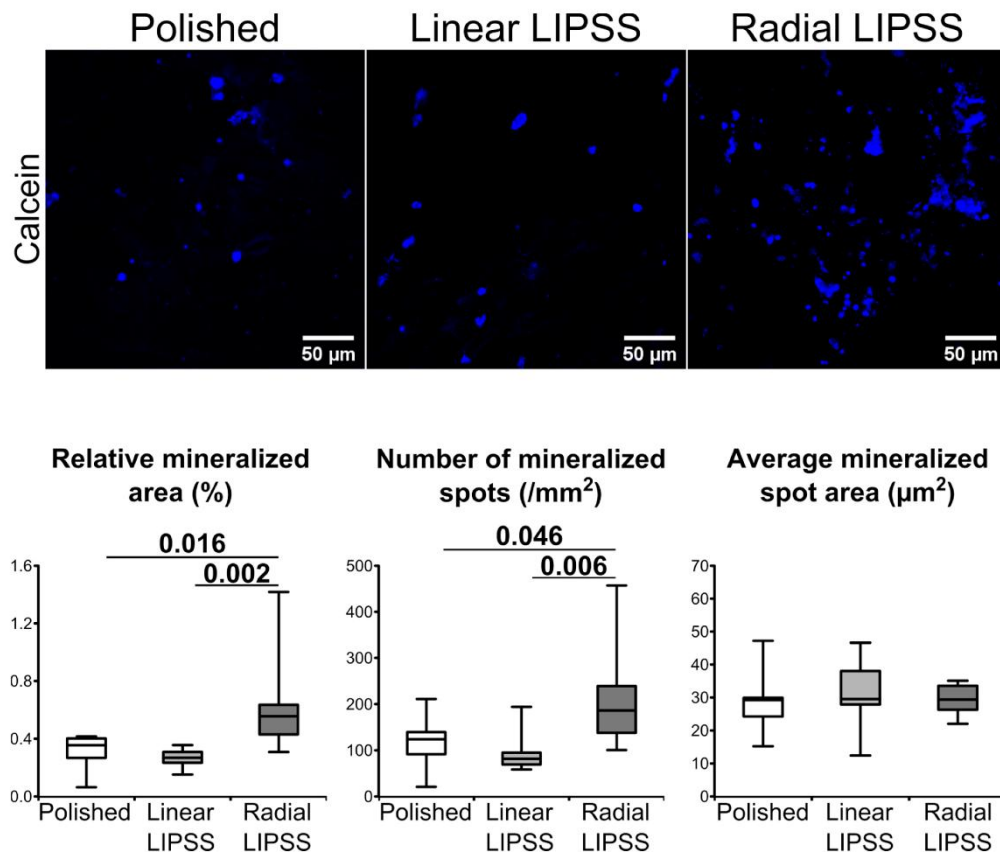 Polished Linear LIPSS Radial LIPSS
Calcein
50 µm 50 µm 50 µm
Relative mineralized
area (%)
0.016
0.002
1.6
1.2
0.8
0.4
0.0
Polished Linear Radial
LIPSS LIPSS
Number of mineralized
spots (/mm²)
0.046
0.006
500
400
300
200
100
0
Polished Linear Radial
LIPSS LIPSS
Average mineralized
spot area (µm²)
70
60
50
40
30
20
10
0
Polished Linear Radial
LIPSS LIPSS